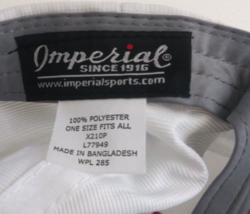 Imperial®
SINCE 1916
www.imperialsports.com
100% POLYESTER
ONE SIZE FITS ALL
X210P
L77949
MADE IN BANGLADESH
WPL 285